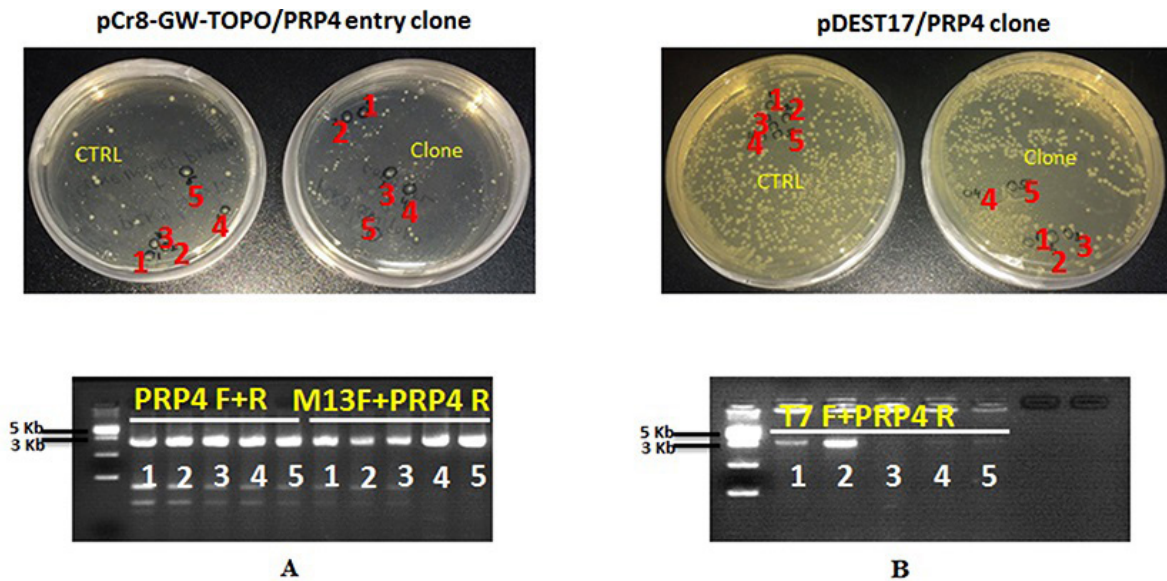 pCr8-GW-TOPO/PRP4 entry clone
CTRL
5
4
3
2
1
1
2
Clone
3
4
5
PRP4 F+R
M13F+PRP4 R
5 Kb
3 Kb
1 2 3 4 5 1 2 3 4 5
A
pDEST17/PRP4 clone
1
2
3
4
5
CTRL
Clone
4
5
1
3
2
T7 F+PRP4 R
5 Kb
3 Kb
1 2 3 4 5
B